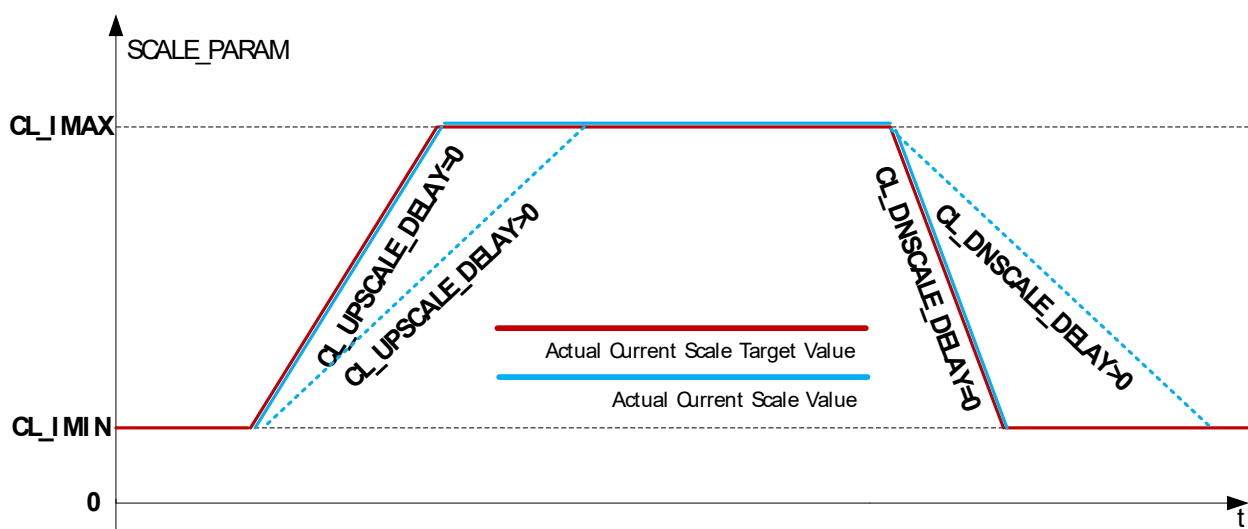 SCALE_PARAM
CL_IMAX
CL_UPSCALE_DELAY=0
CL_UPSCALE_DELAY>0
CL_DNSCALE_DELAY=0
CL_DNSCALE_DELAY>0
Actual Current Scale Target Value
Actual Current Scale Value
CL_IMIN
0
t